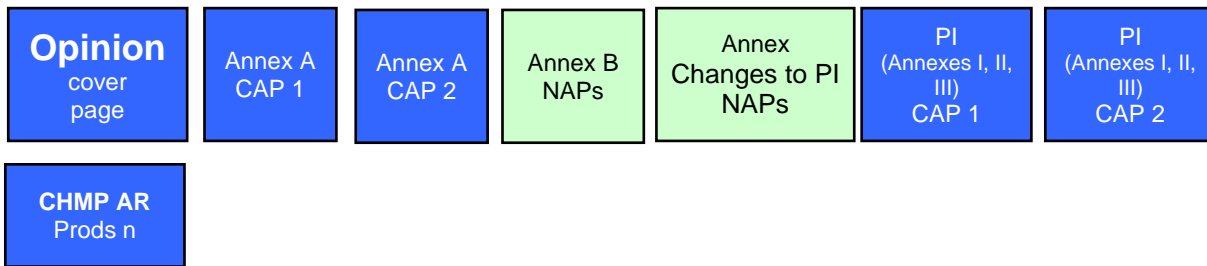 Opinion
cover
page
Annex A
CAP 1
Annex A
CAP 2
Annex B
NAPs
Annex
Changes to PI
NAPs
PI
(Annexes I, II,
III)
CAP 1
PI
(Annexes I, II,
III)
CAP 2
CHMP AR
Prods n